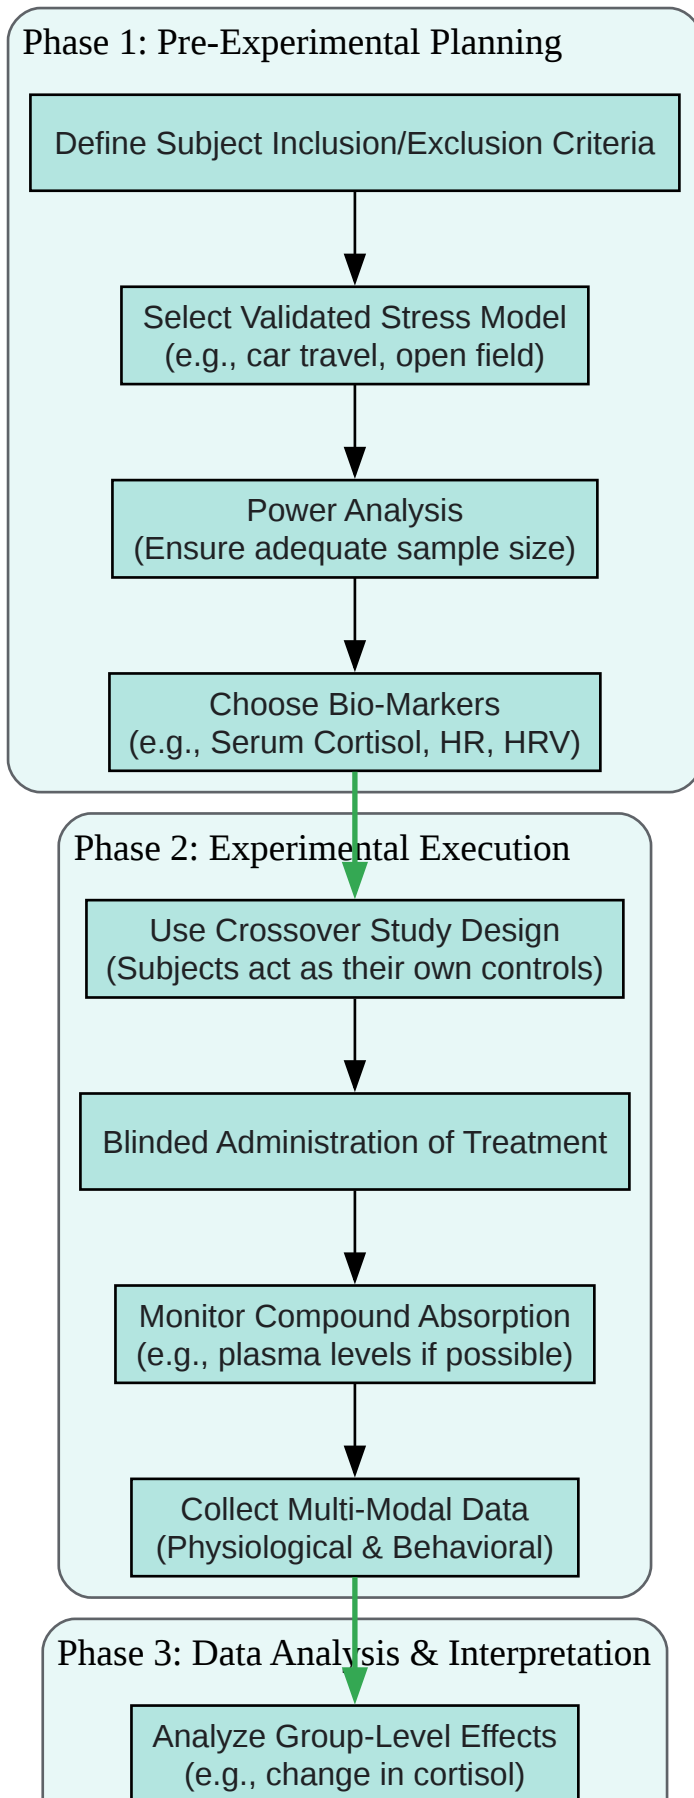 Phase 1: Pre-Experimental Planning
Define Subject Inclusion/Exclusion Criteria
Select Validated Stress Model
(e.g., car travel, open field)
Power Analysis
(Ensure adequate sample size)
Choose Bio-Markers
(e.g., Serum Cortisol, HR, HRV)
Phase 2: Experimental Execution
Use Crossover Study Design
(Subjects act as their own controls)
Blinded Administration of Treatment
Monitor Compound Absorption
(e.g., plasma levels if possible)
Collect Multi-Modal Data
(Physiological & Behavioral)
Phase 3: Data Analysis & Interpretation
Analyze Group-Level Effects
(e.g., change in cortisol)